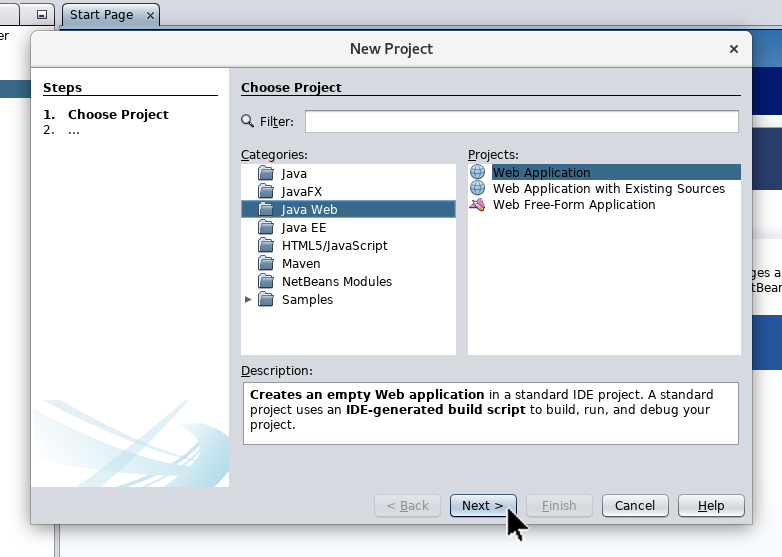 Start Page
er
New Project
Steps
1. Choose Project
2. ...
Choose Project
Filter:
Categories:
Java
JavaFX
Java Web
Java EE
HTML5/JavaScript
Maven
NetBeans Modules
Samples
Projects:
Web Application
Web Application with Existing Sources
Web Free-Form Application
ges a
tBear
Description:
Creates an empty Web application in a standard IDE project. A standard
project uses an IDE-generated build script to build, run, and debug your
project.
< Back
Next >
Finish
Cancel
Help